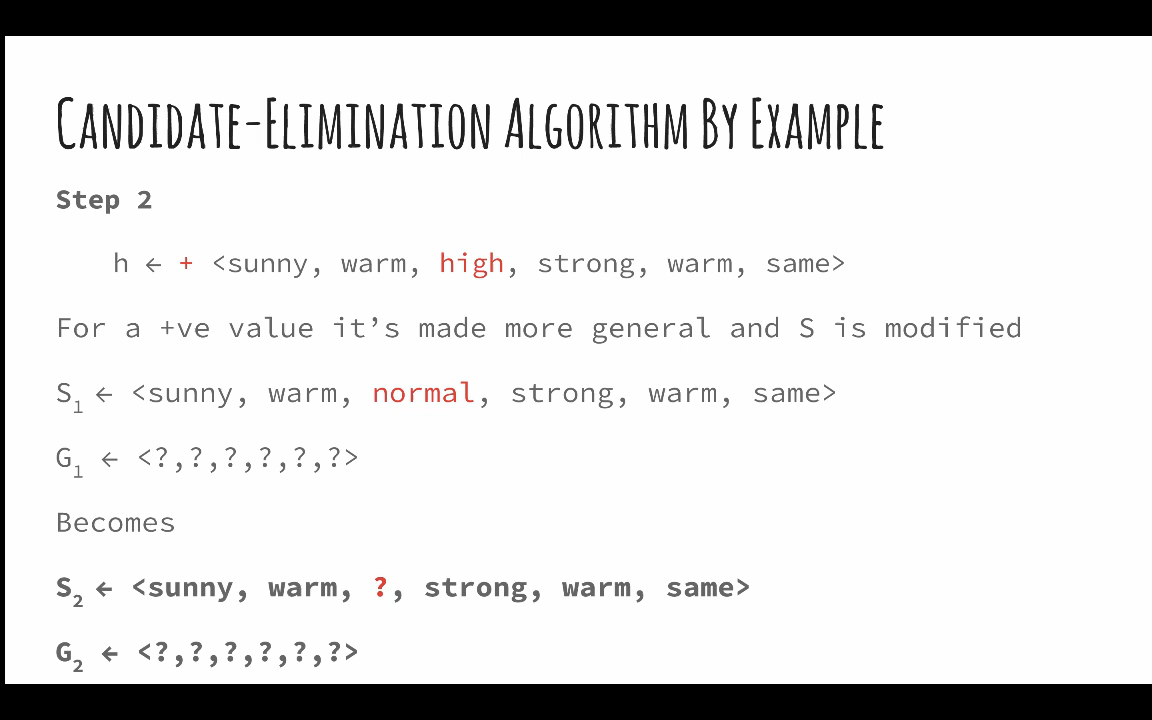 Candidate-Elimination Algorithm By Example
Step 2
h ← + <sunny, warm, high, strong, warm, same>
For a +ve value it’s made more general and S is modified
S₁ ← <sunny, warm, normal, strong, warm, same>
G₁ ← <?,?,?,?,?,?>
Becomes
S₂ ← <sunny, warm, ?, strong, warm, same>
G₂ ← <?,?,?,?,?,?>